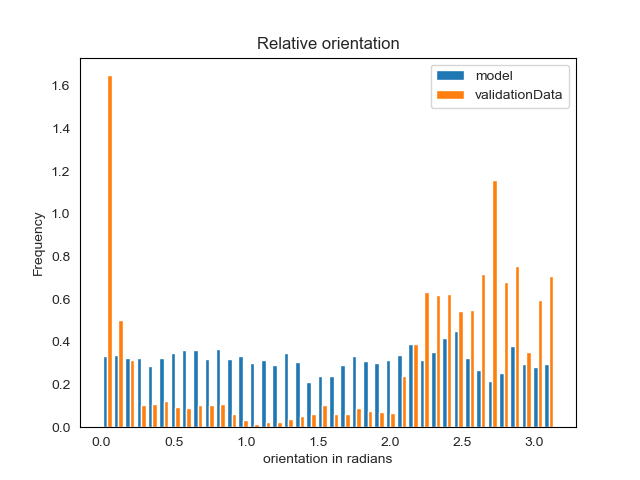 Relative orientation
model
validationData
Frequency
1.6
1.4
1.2
1.0
0.8
0.6
0.4
0.2
0.0
0.0 0.5 1.0 1.5 2.0 2.5 3.0
orientation in radians